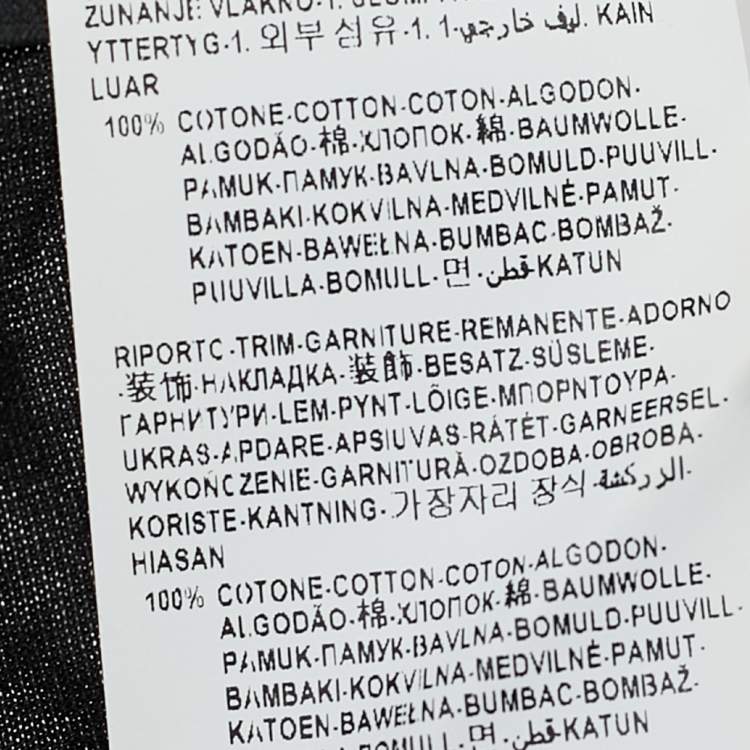 ZUNANJE VLAKNO·1.
YTTERTYG·1. 외부 섬유·1. ليف خارجي·1. KAIN
LUAR
100% COTONE·COTTON·COTON·ALGODON·
ALGODÃO·棉·ХЛОПОК·綿·BAUMWOLLE·
PAMUK·ПАМУК·BAVLNA·BOMULD·PUUVILL·
BAMBAKI·KOKVILNA·MEDVILNÉ·PAMUT·
KATOEN·BAWEŁNA·BUMBAC·BOMBAŽ·
PUUVILLA·BOMULL·면·قطن·KATUN
RIPORTO·TRIM·GARNITURE·REMANENTE·ADORNO
·装饰·НАКЛАДКА·装飾·BESATZ·SÜSLEME·
ГАРНИТУРИ·LEM·PYNT·LÕIGE·ΜΠΟΡΝΤΟΥΡΑ·
UKRAS·APDARE·APSIUVAS·RÁTÉT·GARNEERSEL·
WYKOŃCZENIE·GARNITURĂ·OZDOBA·OBROBA·
KORISTE·KANTNING·가장자리 장식·الزركشة·
HIASAN
100% COTONE·COTTON·COTON·ALGODON·
ALGODÃO·棉·ХЛОПОК·綿·BAUMWOLLE·
PAMUK·ПАМУК·BAVLNA·BOMULD·PUUVILL·
BAMBAKI·KOKVILNA·MEDVILNÉ·PAMUT·
KATOEN·BAWEŁNA·BUMBAC·BOMBAŽ·
BOMULL·면·قطن·KATUN